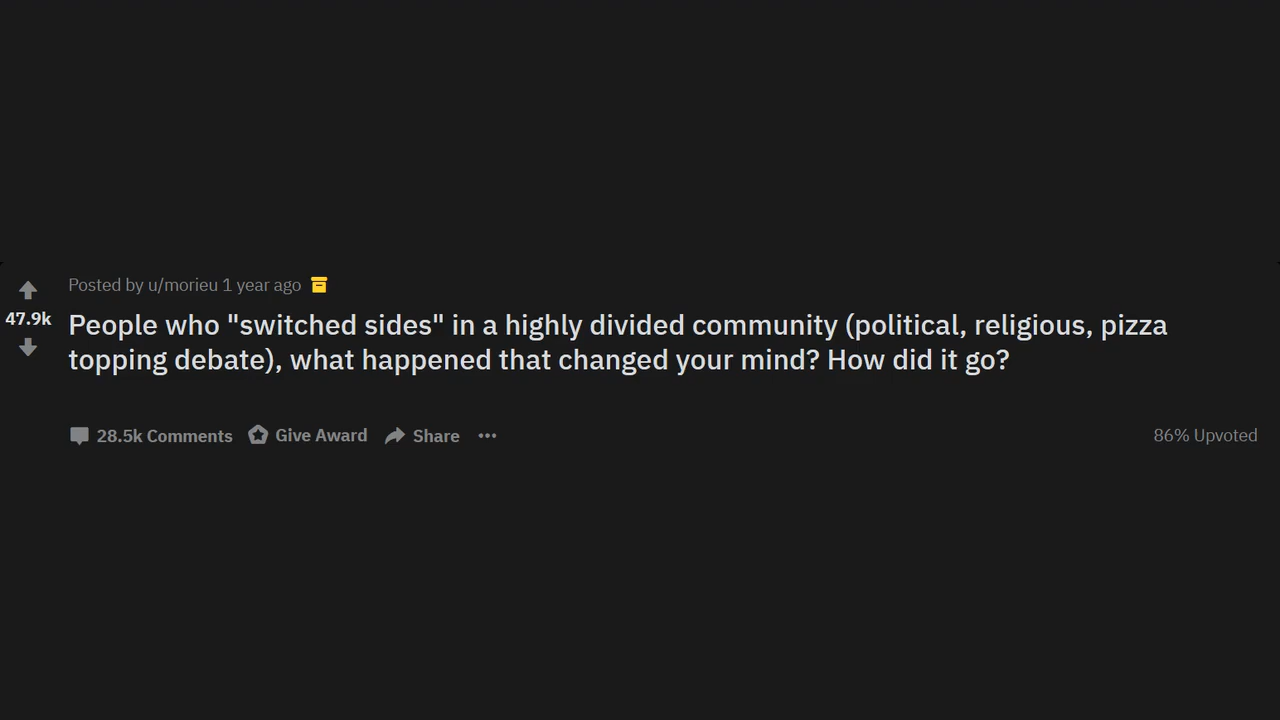 Posted by u/morieu 1 year ago
47.9k
People who "switched sides" in a highly divided community (political, religious, pizza
topping debate), what happened that changed your mind? How did it go?
28.5k Comments Give Award Share ••• 86% Upvoted